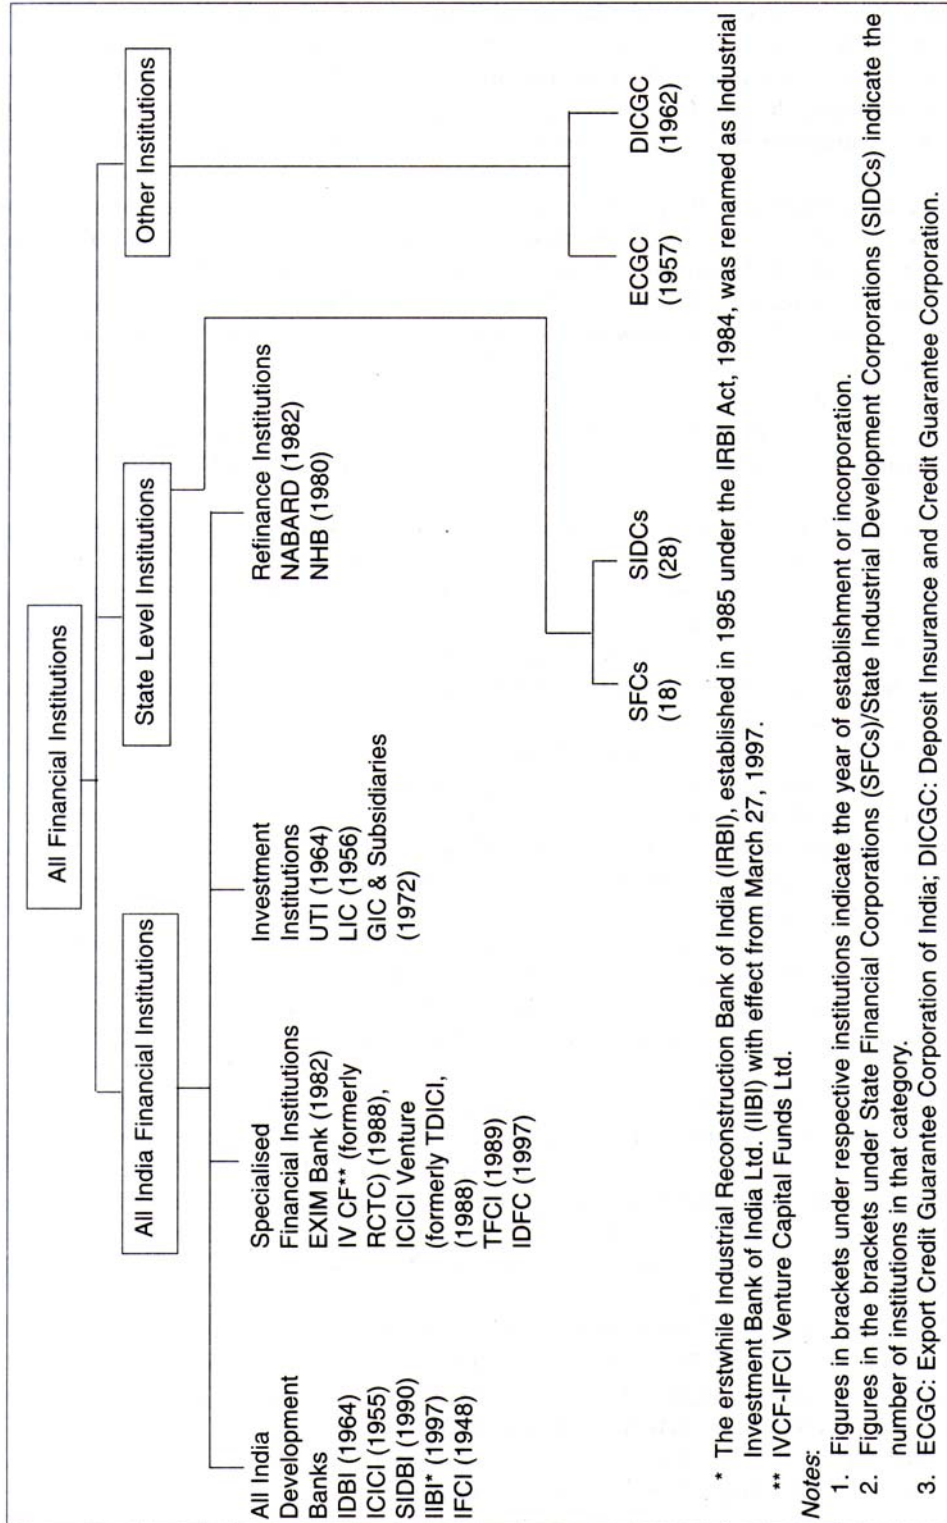 All Financial Institutions
All India Financial Institutions
State Level Institutions
Other Institutions
All India
Development
Banks
IDBI (1964)
ICICI (1955)
SIDBI (1990)
IIBI* (1997)
IFCI (1948)
Specialised
Financial Institutions
EXIM Bank (1982)
IV CF** (formerly
RCTC) (1988),
ICICI Venture
(formerly TDICI,
(1988)
TFCI (1989)
IDFC (1997)
Investment
Institutions
UTI (1964)
LIC (1956)
GIC & Subsidiaries
(1972)
Refinance Institutions
NABARD (1982)
NHB (1980)
SFCs
(18)
SIDCs
(28)
ECGC
(1957)
DICGC
(1962)
* The erstwhile Industrial Reconstruction Bank of India (IRBI), established in 1985 under the IRBI Act, 1984, was renamed as Industrial
Investment Bank of India Ltd. (IIBI) with effect from March 27, 1997.
** IVCF-IFCI Venture Capital Funds Ltd.
Notes:
1. Figures in brackets under respective institutions indicate the year of establishment or incorporation.
2. Figures in the brackets under State Financial Corporations (SFCs)/State Industrial Development Corporations (SIDCs) indicate the
number of institutions in that category.
3. ECGC: Export Credit Guarantee Corporation of India; DICGC: Deposit Insurance and Credit Guarantee Corporation.